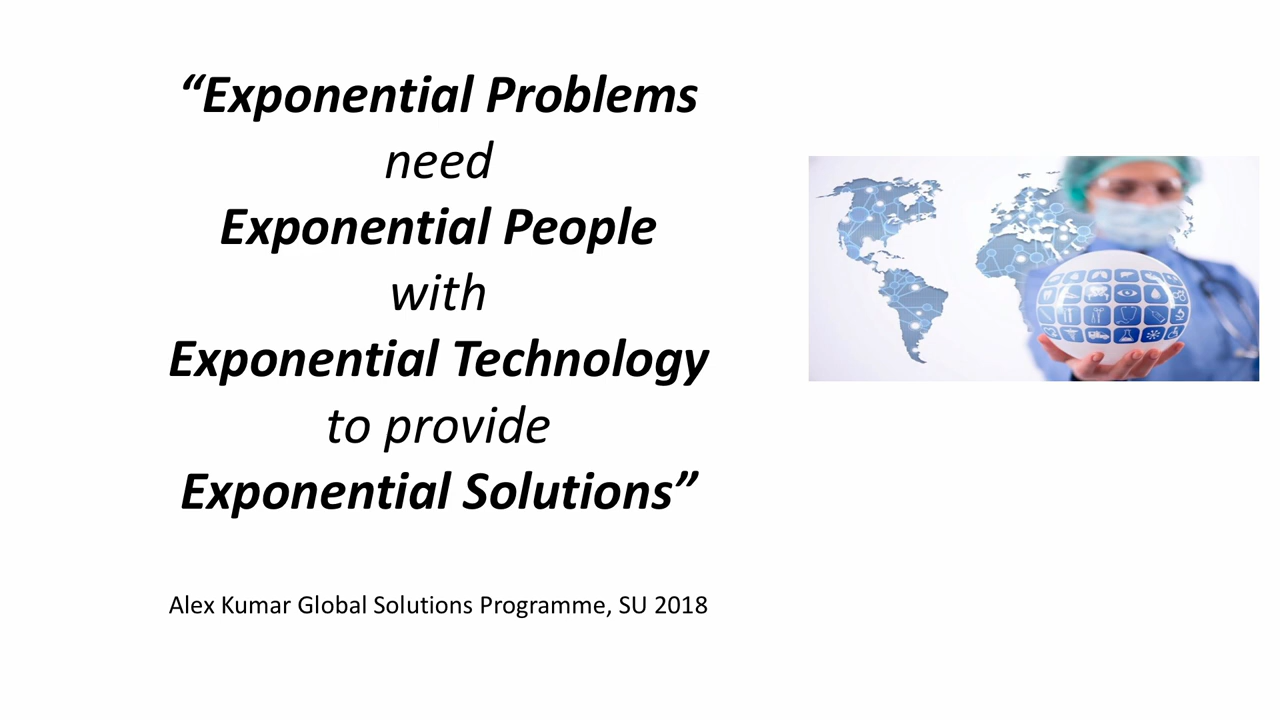 “Exponential Problems
need
Exponential People
with
Exponential Technology
to provide
Exponential Solutions”
Alex Kumar Global Solutions Programme, SU 2018